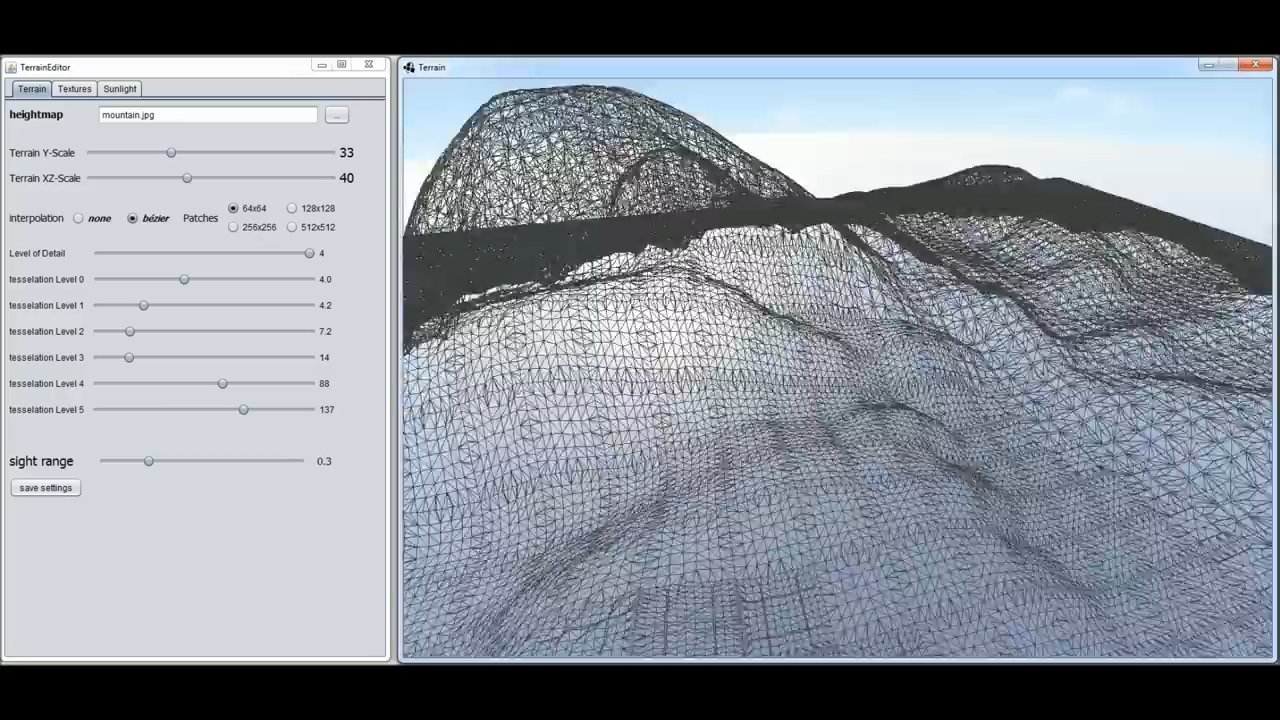 TerrainEditor
Terrain Textures Sunlight
heightmap mountain.jpg ...
Terrain Y-Scale 33
Terrain XZ-Scale 40
interpolation none bézier Patches 64x64 128x128
256x256 512x512
Level of Detail 4
tesselation Level 0 4.0
tesselation Level 1 4.2
tesselation Level 2 7.2
tesselation Level 3 14
tesselation Level 4 88
tesselation Level 5 137
sight range 0.3
save settings
Terrain